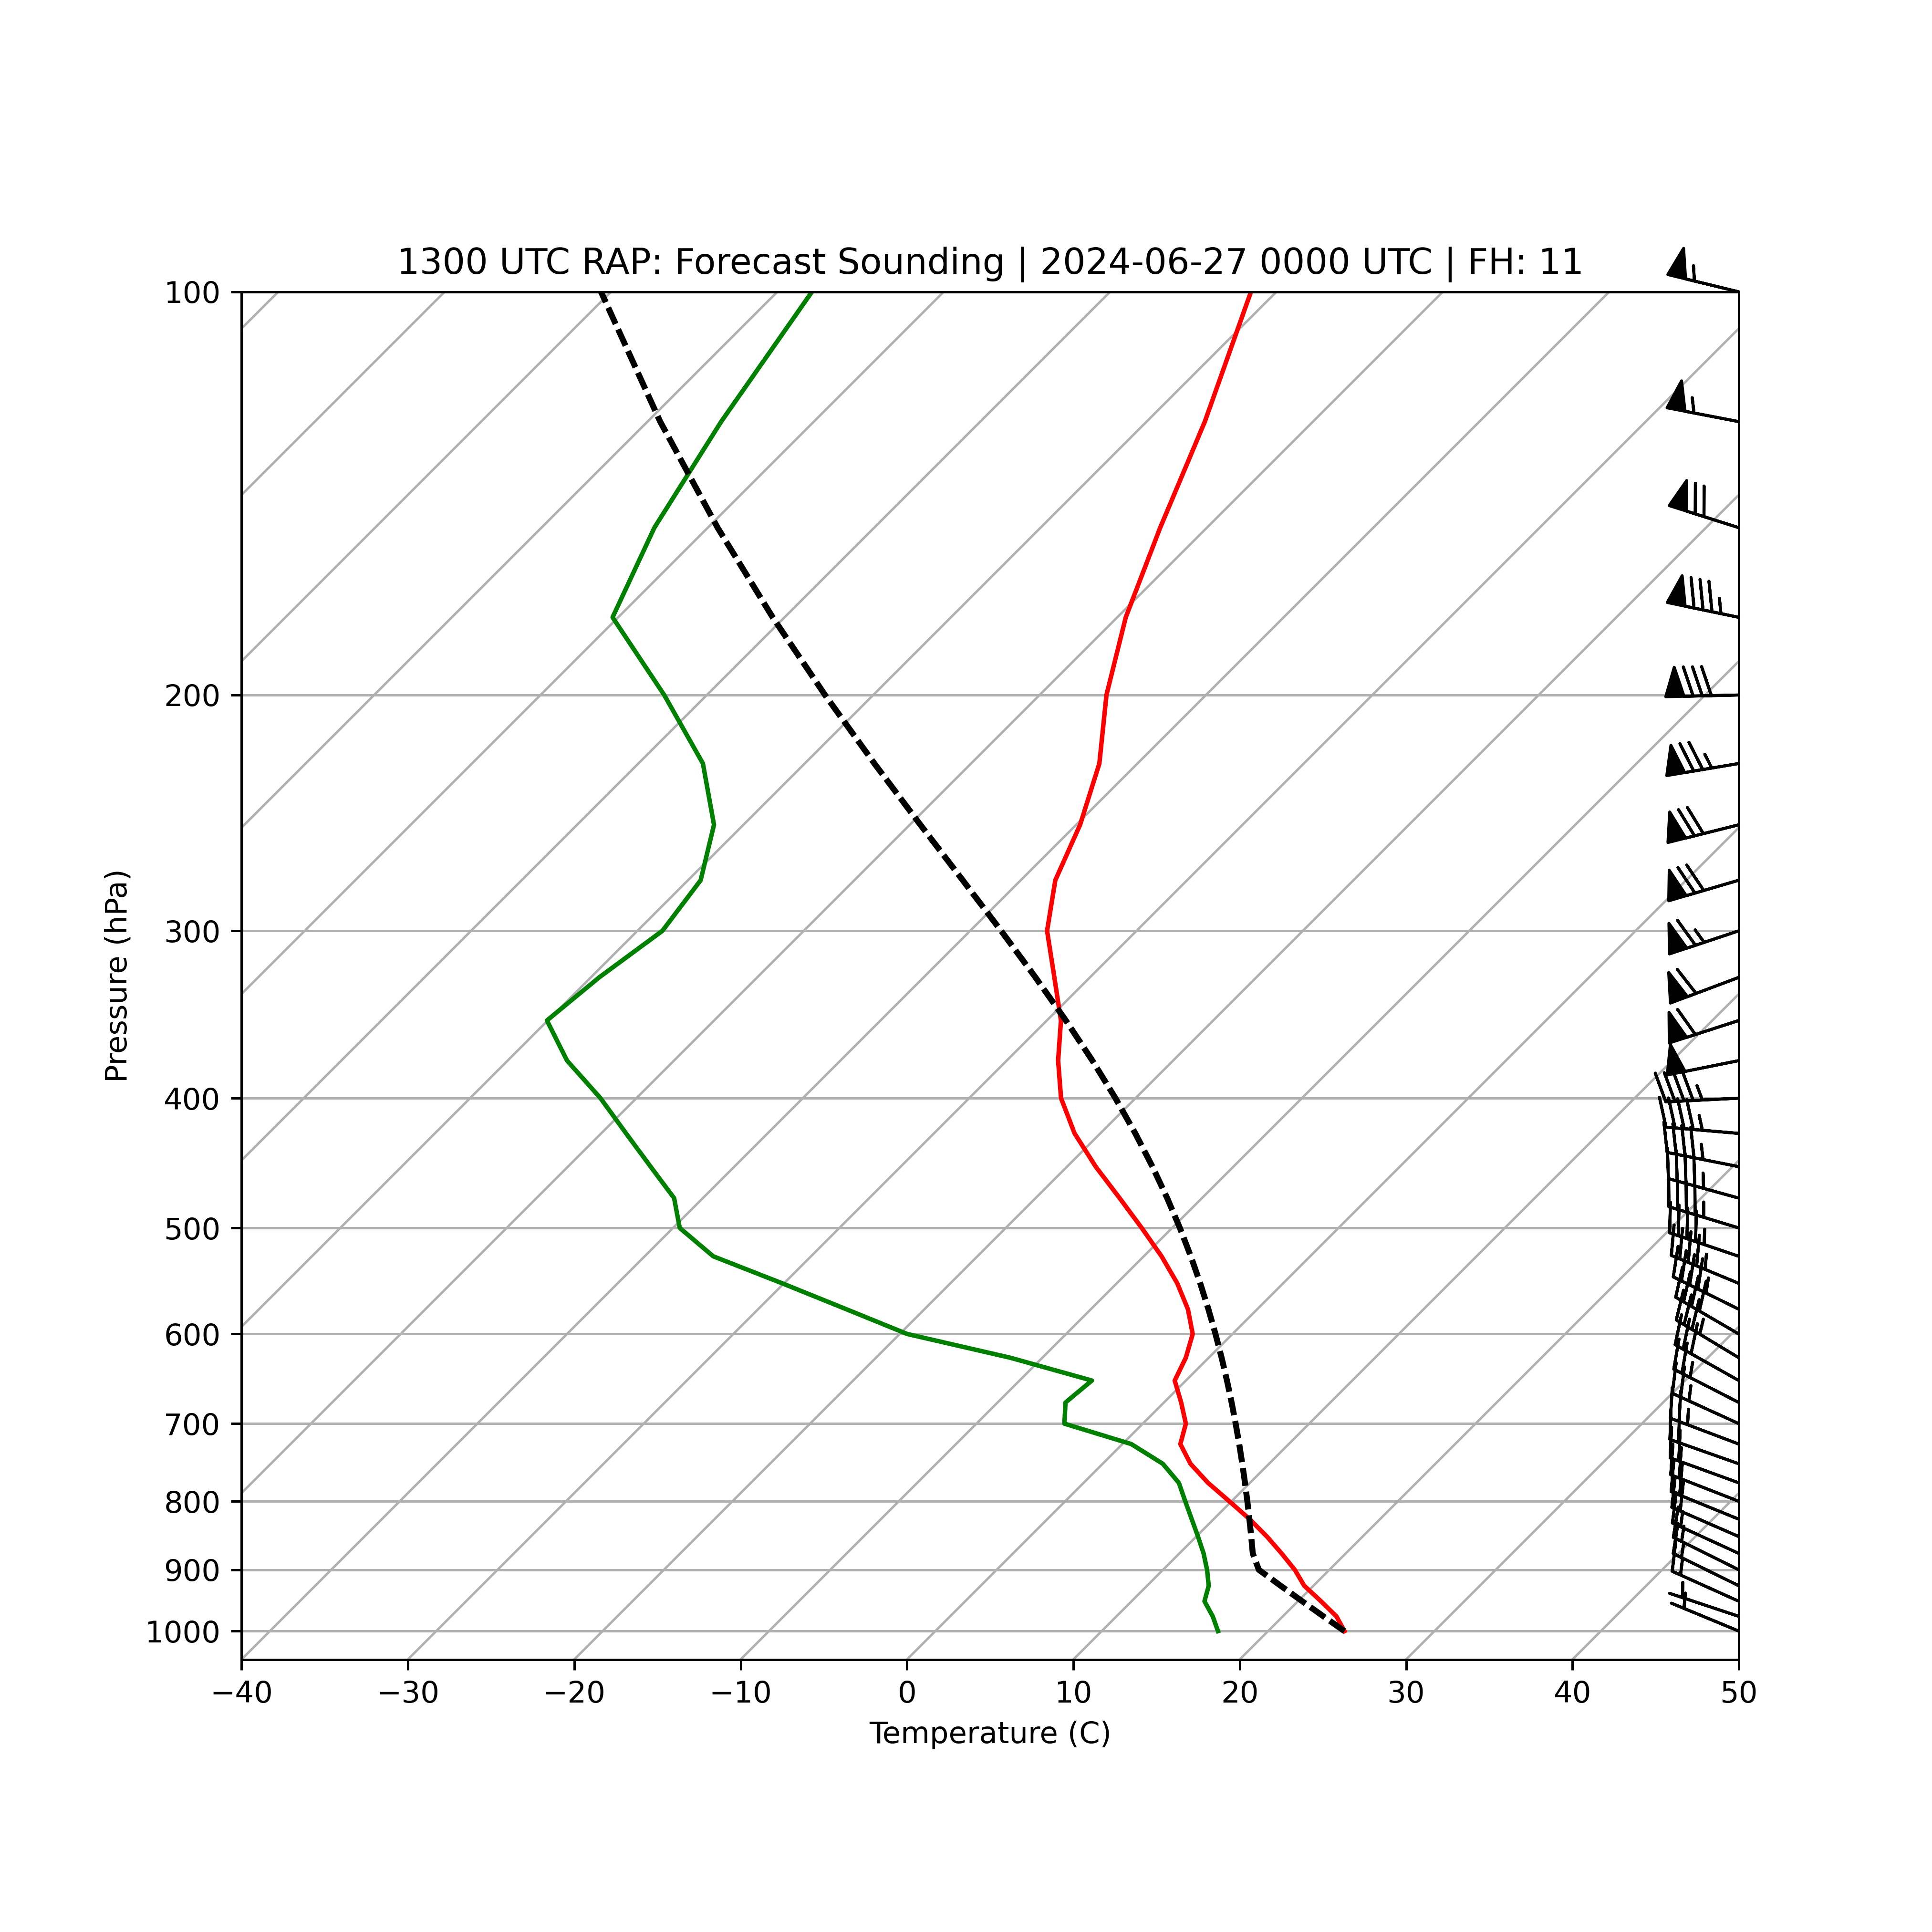 1300 UTC RAP: Forecast Sounding | 2024-06-27 0000 UTC | FH: 11
100
200
300
400
500
600
700
800
900
1000
Pressure (hPa)
−40 −30 −20 −10 0 10 20 30 40 50
Temperature (C)